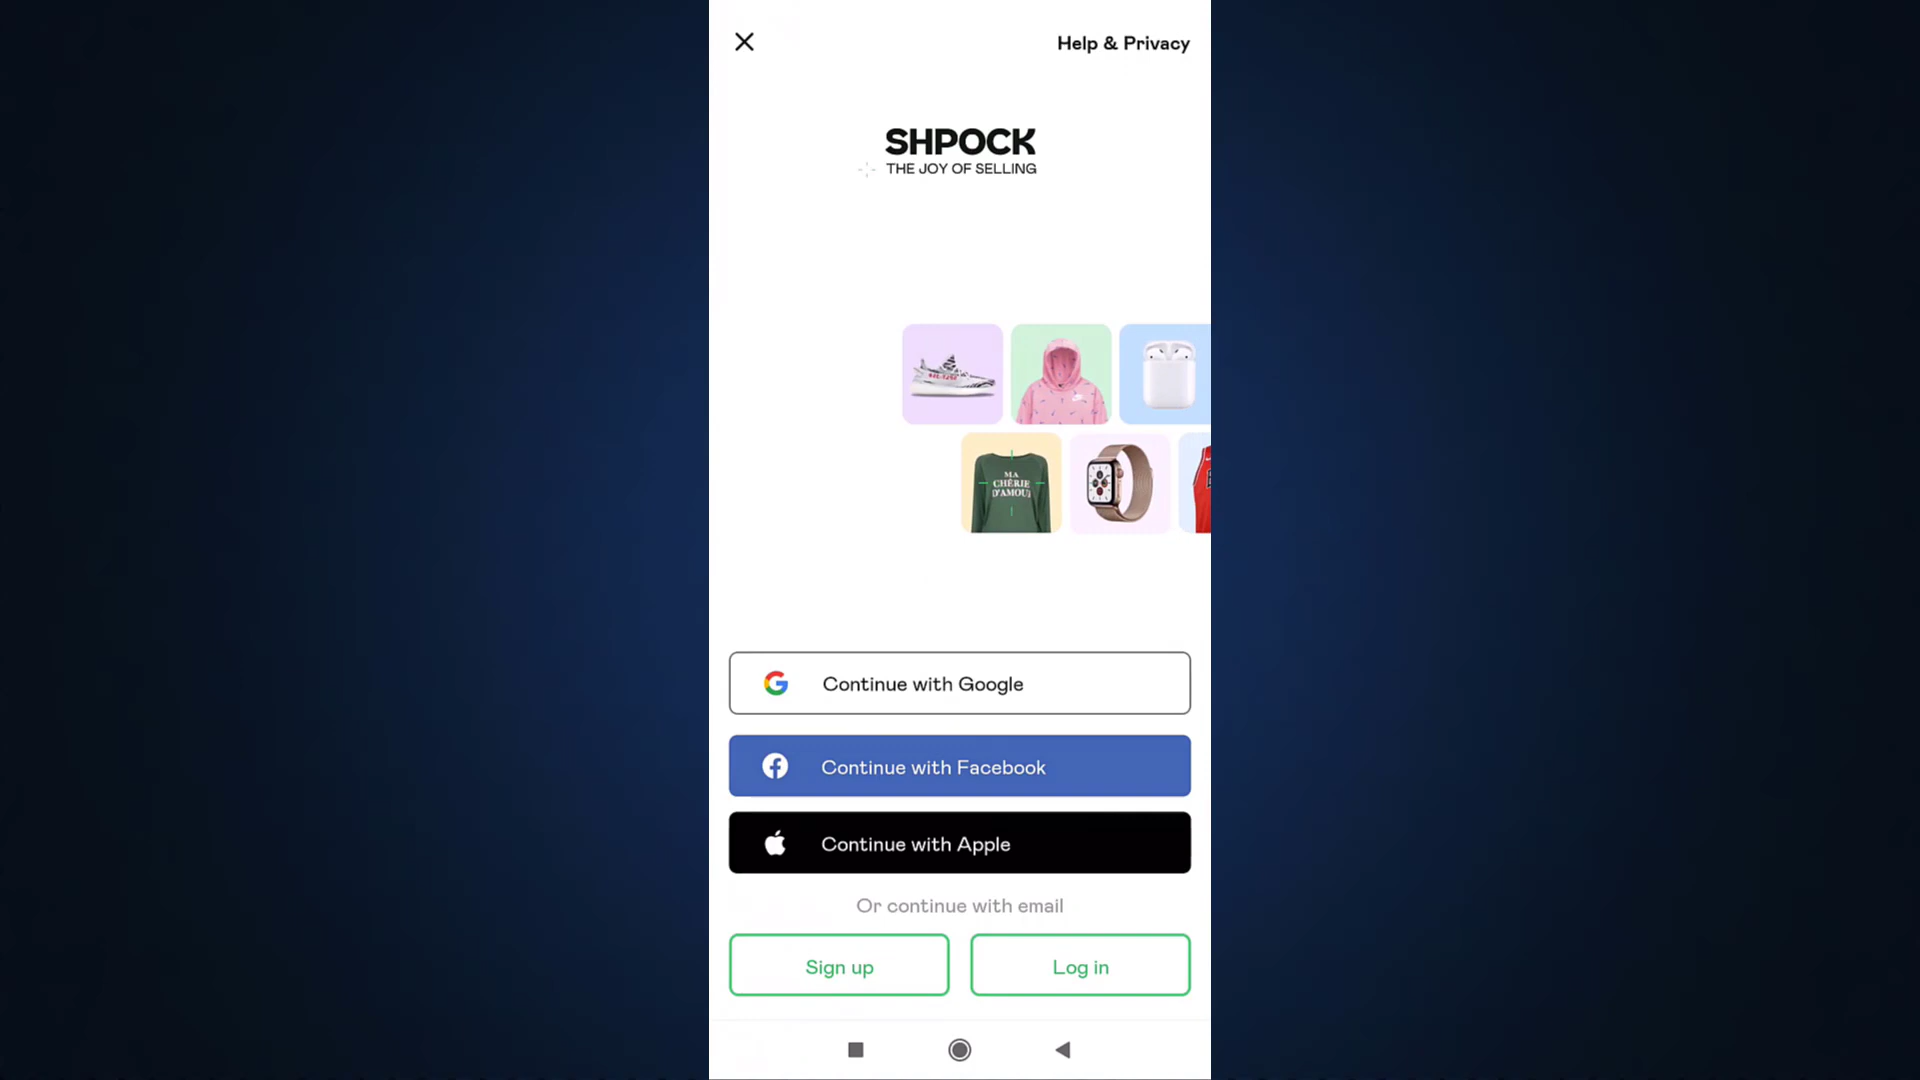 Help & Privacy
SHPOCK
THE JOY OF SELLING
MA
CHÉRIE
D'AMOUR
Continue with Google
Continue with Facebook
Continue with Apple
Or continue with email
Sign up
Log in